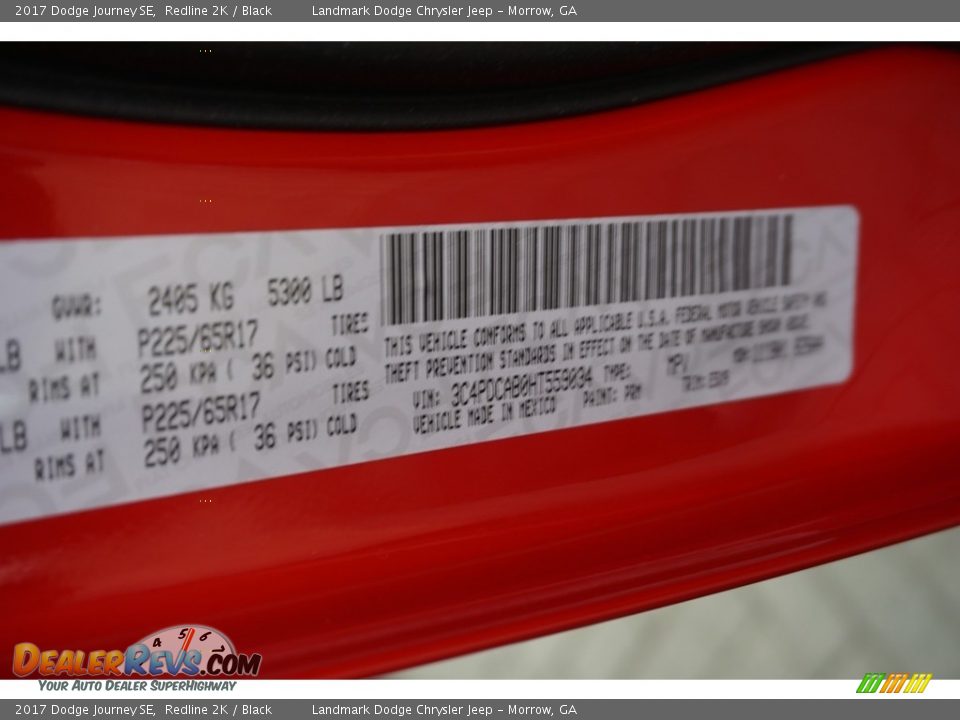 2017 Dodge Journey SE, Redline 2K / Black Landmark Dodge Chrysler Jeep - Morrow, GA
GVWR: 2405 KG 5300 LB
LB WITH P225/65R17 TIRES
RIMS AT 250 KPA ( 36 PSI) COLD
LB WITH P225/65R17 TIRES
RIMS AT 250 KPA ( 36 PSI) COLD
THIS VEHICLE CONFORMS TO ALL APPLICABLE U.S.A. FEDERAL MOTOR VEHICLE SAFETY AND
THEFT PREVENTION STANDARDS IN EFFECT ON THE DATE OF MANUFACTURE SHOWN ABOVE.
VIN: 3C4PDCAB0HT559034 TYPE: MPV
VEHICLE MADE IN MEXICO PAINT: PRM TRIM:
4 5 6
DealerRevs.com
Your Auto Dealer SuperHighway
2017 Dodge Journey SE, Redline 2K / Black Landmark Dodge Chrysler Jeep - Morrow, GA